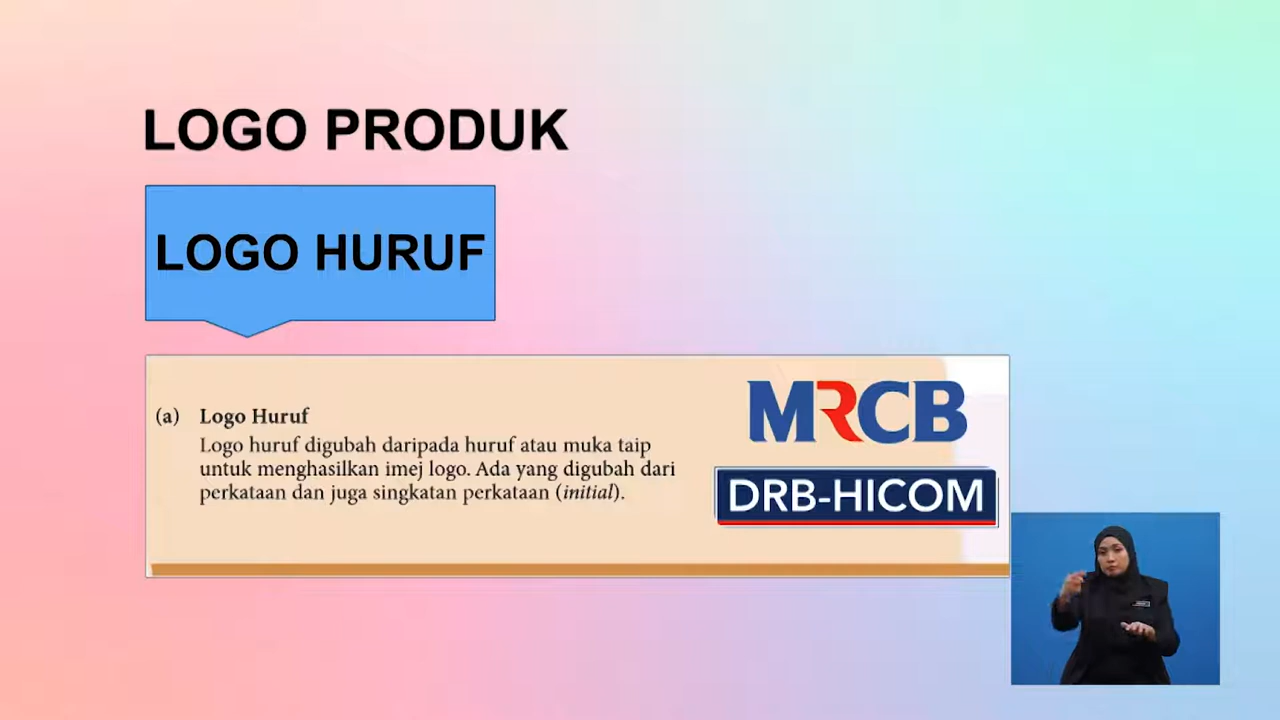 LOGO PRODUK
LOGO HURUF
(a) Logo Huruf
Logo huruf digubah daripada huruf atau muka taip
untuk menghasilkan imej logo. Ada yang digubah dari
perkataan dan juga singkatan perkataan (initial).
MRCB
DRB-HICOM